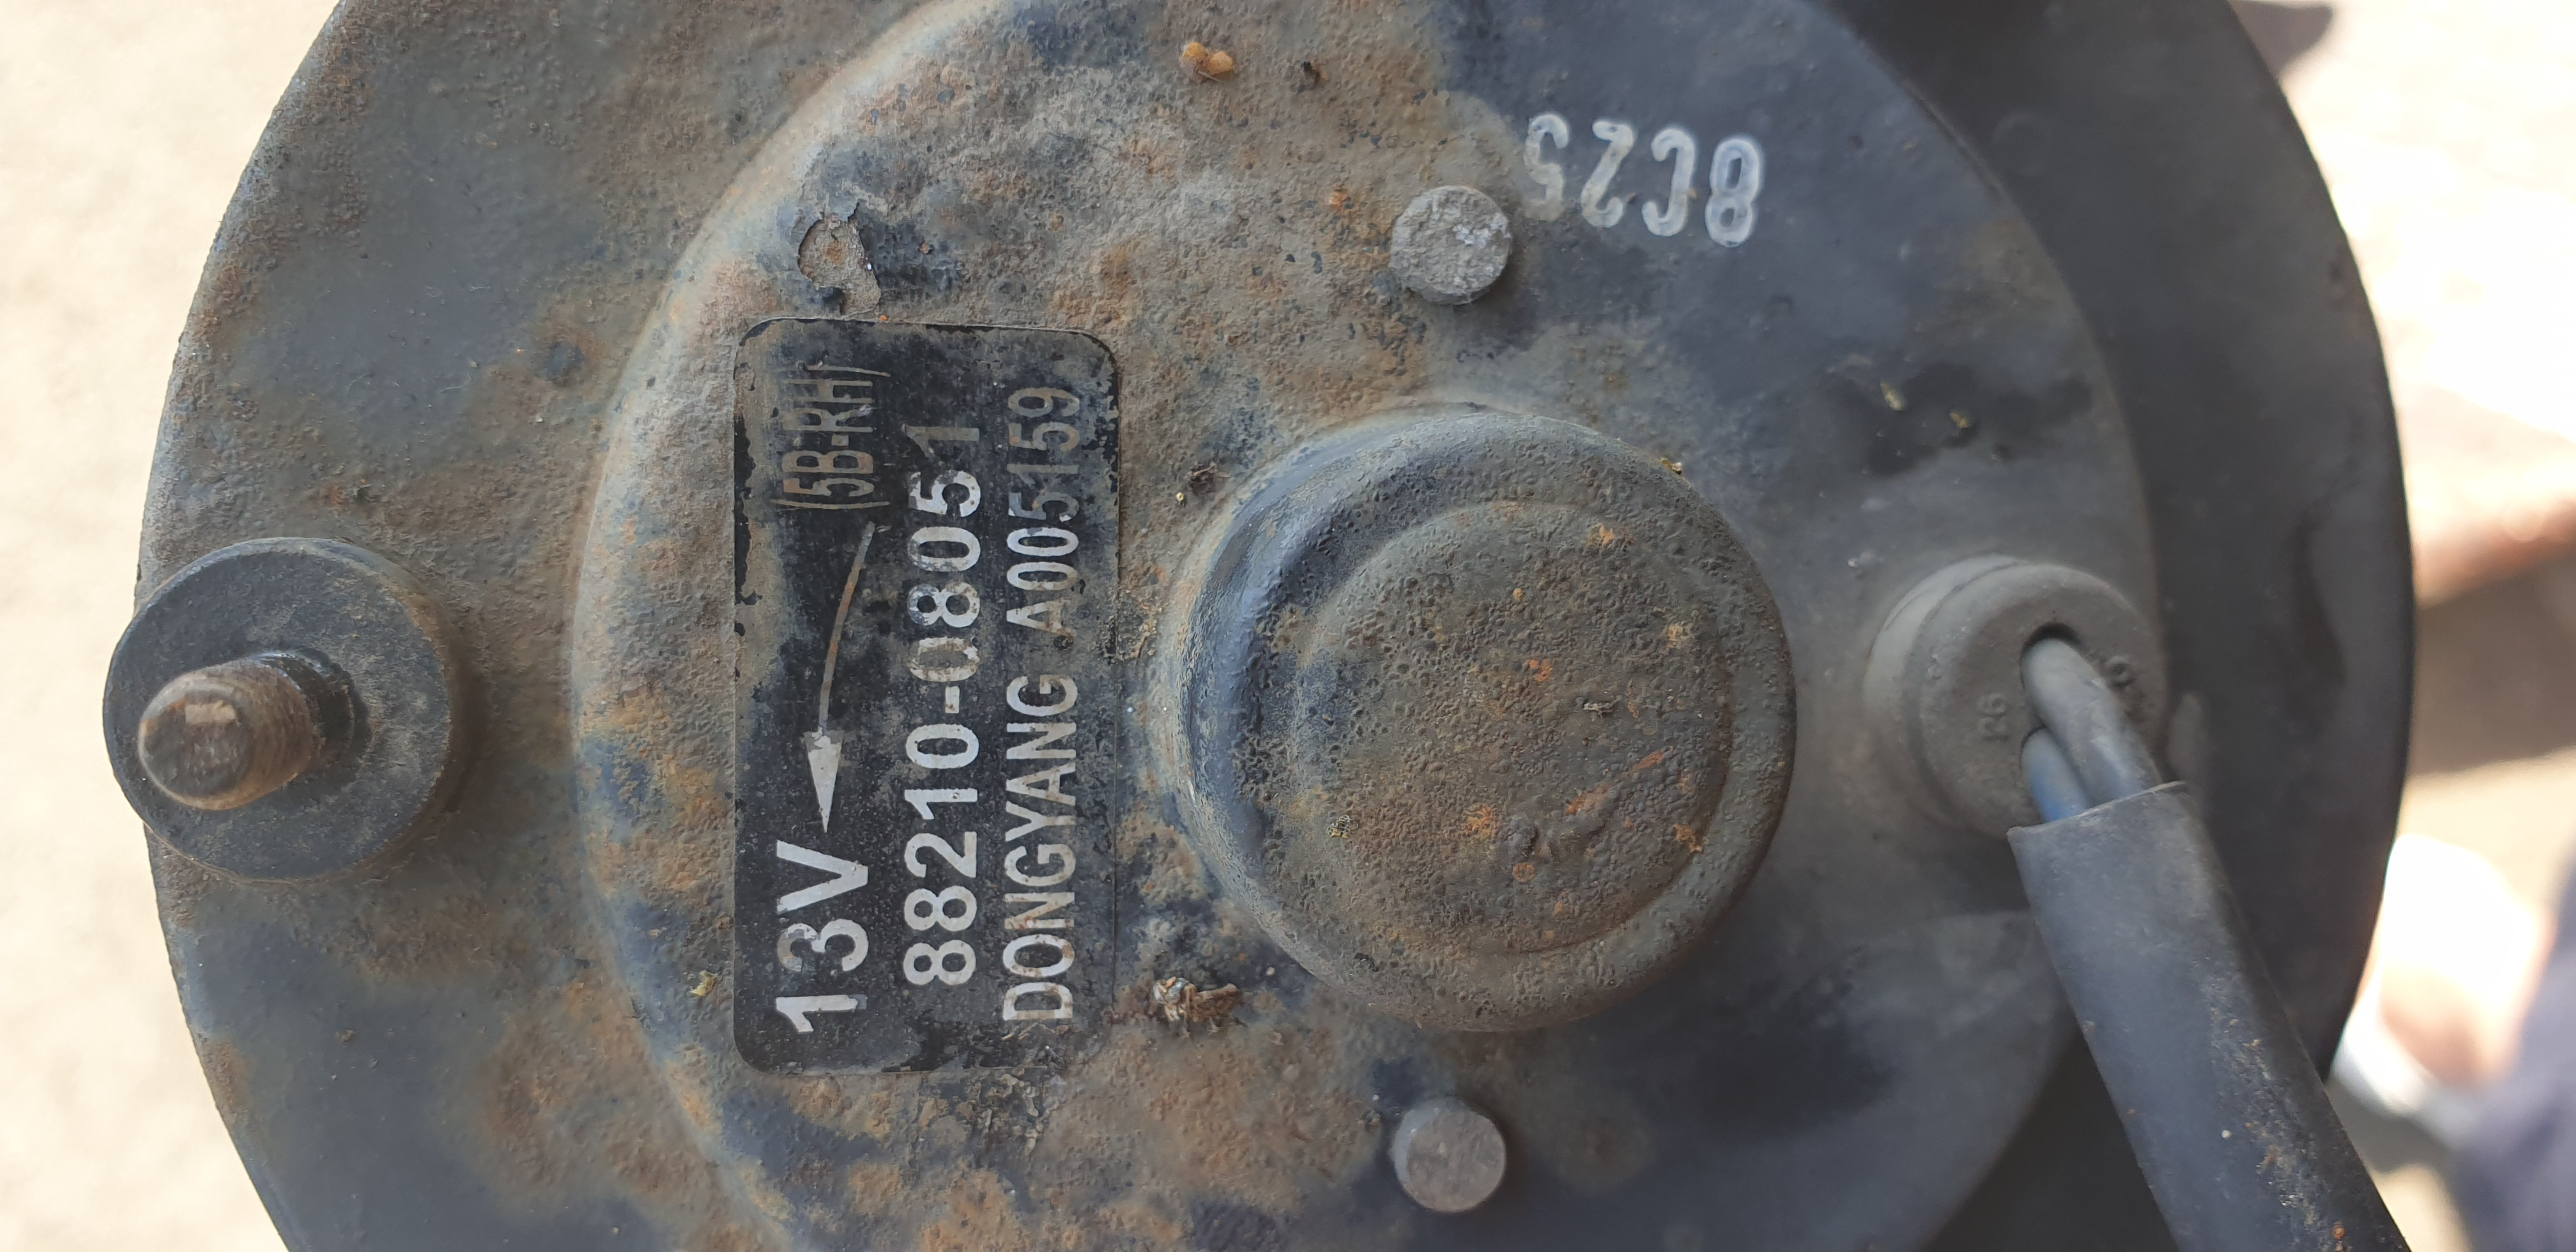 13V (5B-RH)
88210-08051
DONGYANG A005159
8C25